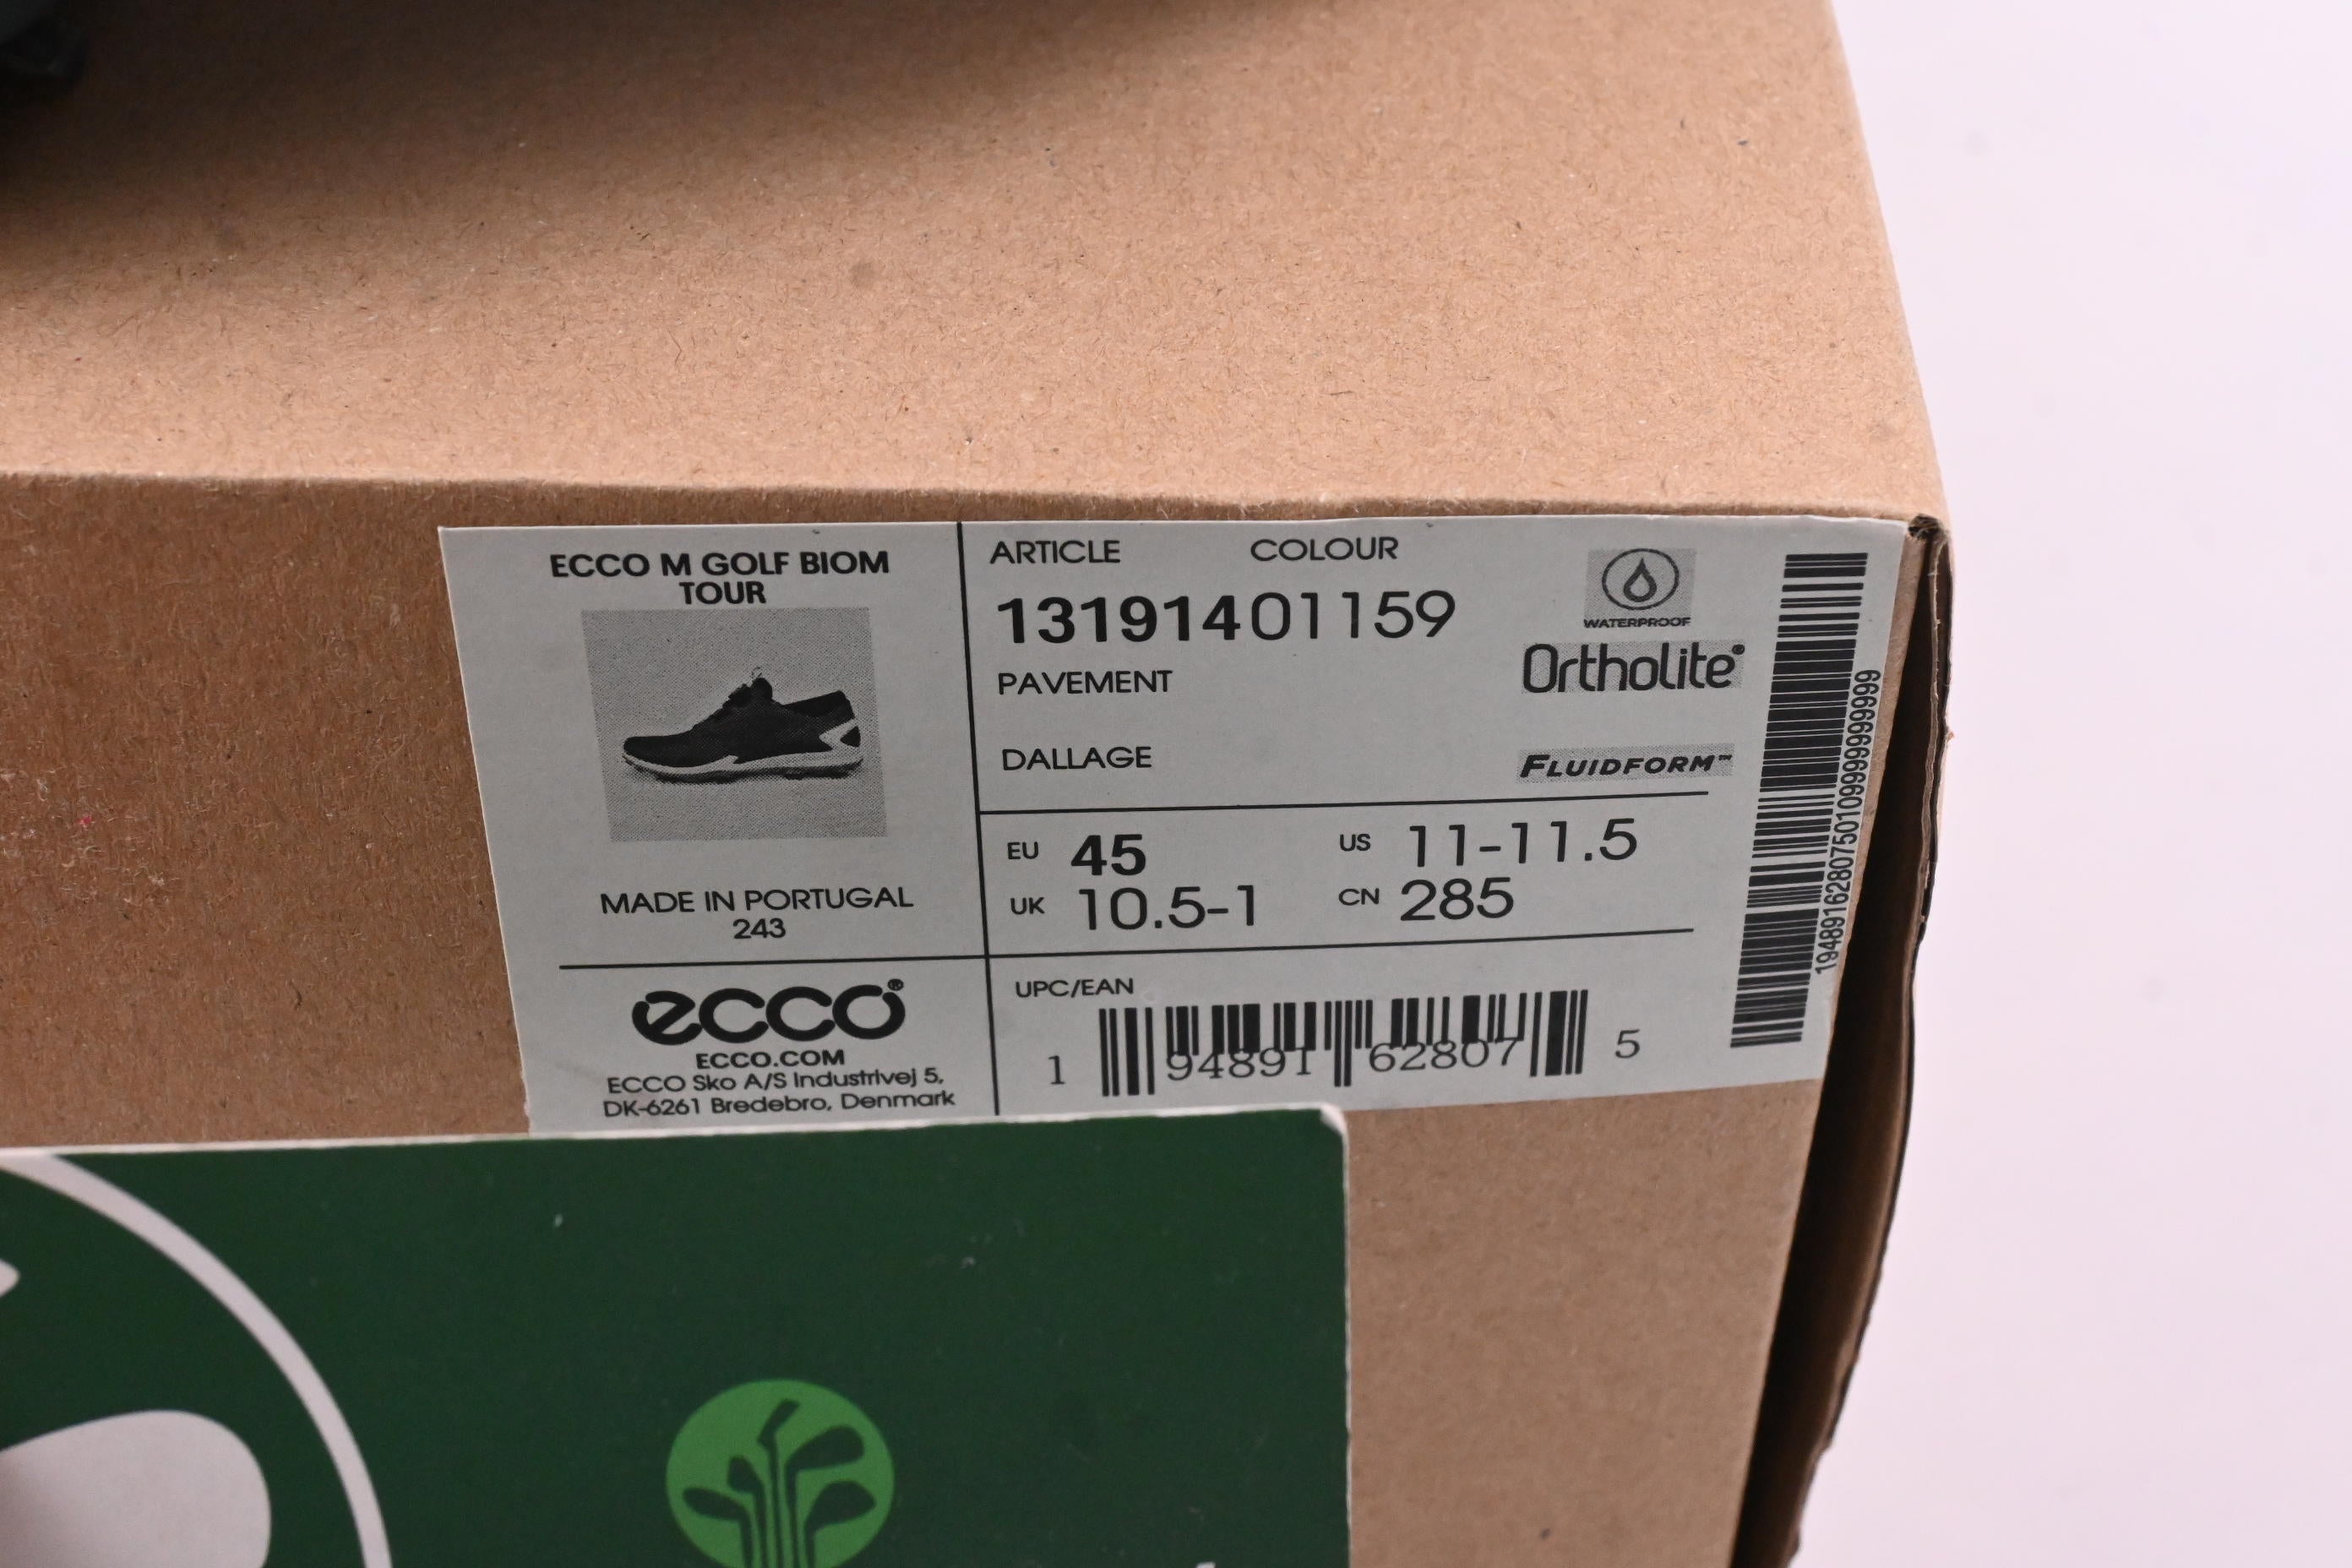 ECCO M GOLF BIOM
TOUR
MADE IN PORTUGAL
243
ecco®
ECCO.COM
ECCO Sko A/S Industrivej 5,
DK-6261 Bredebro, Denmark
ARTICLE COLOUR
13191401159
PAVEMENT
DALLAGE
WATERPROOF
Ortholite®
FLUIDFORM™
EU 45 US 11-11.5
UK 10.5-1 CN 285
UPC/EAN
1 94891 62807 5